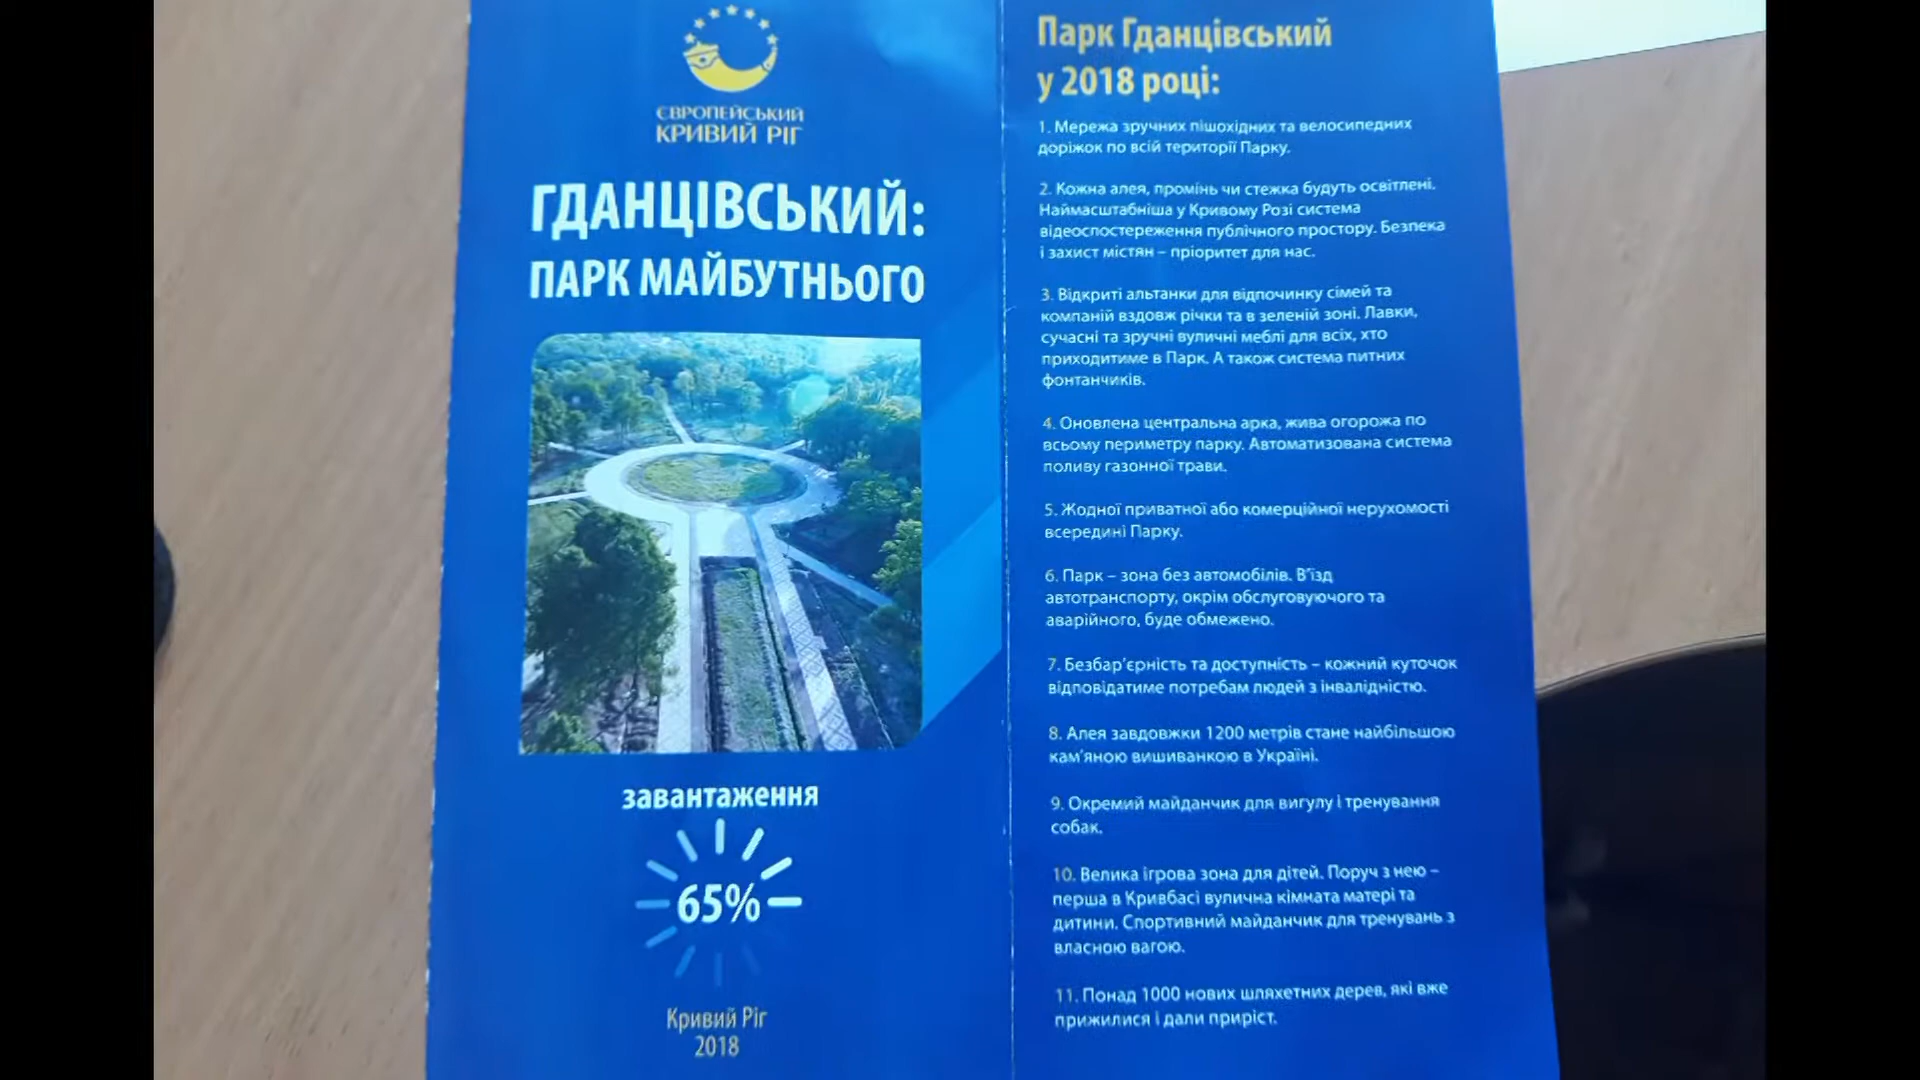 ЄВРОПЕЙСЬКИЙ
КРИВИЙ РІГ
ГДАНЦІВСЬКИЙ:
ПАРК МАЙБУТНЬОГО
завантаження
65%
Кривий Ріг
2018
Парк Гданцівський
у 2018 році:
1. Мережа зручних пішохідних та велосипедних
доріжок по всій території Парку.
2. Кожна алея, промінь чи стежка будуть освітлені.
Наймасштабніша у Кривому Розі система
відеоспостереження публічного простору. Безпека
і захист містян – пріоритет для нас.
3. Відкриті альтанки для відпочинку сімей та
компаній вздовж річки та в зеленій зоні. Лавки,
сучасні та зручні вуличні меблі для всіх, хто
приходитиме в Парк. А також система питних
фонтанчиків.
4. Оновлена центральна арка, жива огорожа по
всьому периметру парку. Автоматизована система
поливу газонної трави.
5. Жодної приватної або комерційної нерухомості
всередині Парку.
6. Парк – зона без автомобілів. В'їзд
автотранспорту, окрім обслуговуючого та
аварійного, буде обмежено.
7. Безбар'єрність та доступність – кожний куточок
відповідатиме потребам людей з інвалідністю.
8. Алея завдовжки 1200 метрів стане найбільшою
кам'яною вишиванкою в Україні.
9. Окремий майданчик для вигулу і тренування
собак.
10. Велика ігрова зона для дітей. Поруч з нею –
перша в Кривбасі вулична кімната матері та
дитини. Спортивний майданчик для тренувань з
власною вагою.
11. Понад 1000 нових шляхетних дерев, які вже
прижилися і дали приріст.